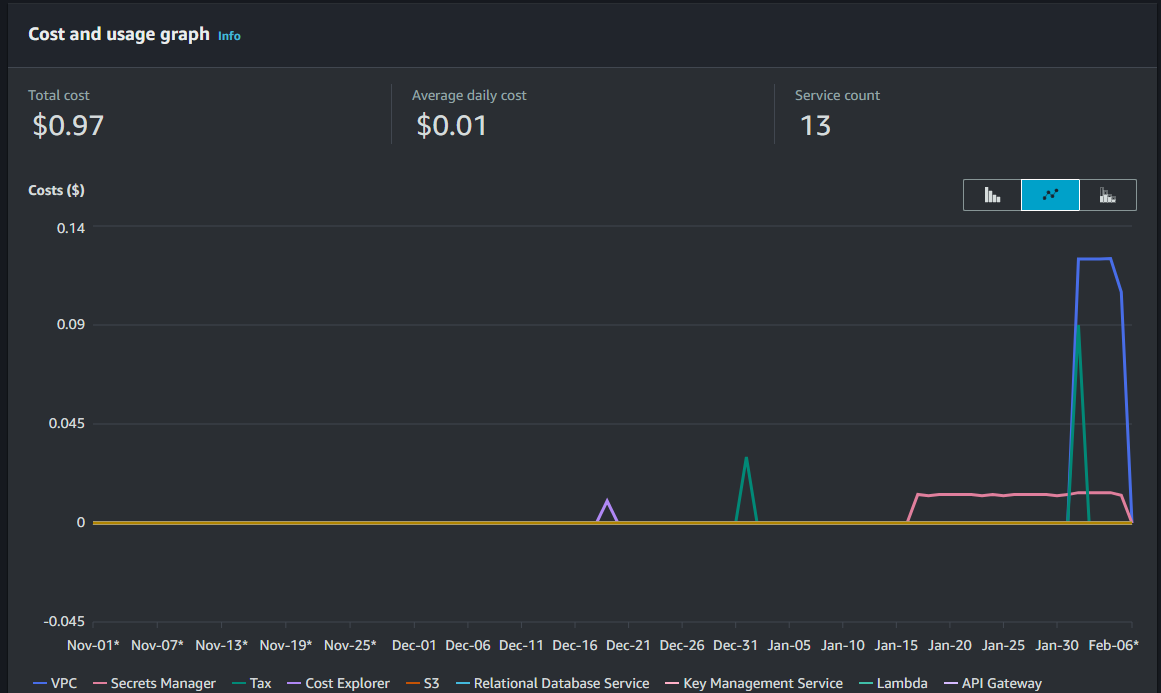 Cost and usage graph Info
Total cost Average daily cost Service count
$0.97 $0.01 13
Costs ($)
0.14
0.09
0.045
0
-0.045
Nov-01* Nov-07* Nov-13* Nov-19* Nov-25* Dec-01 Dec-06 Dec-11 Dec-16 Dec-21 Dec-26 Dec-31 Jan-05 Jan-10 Jan-15 Jan-20 Jan-25 Jan-30 Feb-06*
VPC Secrets Manager Tax Cost Explorer S3 Relational Database Service Key Management Service Lambda API Gateway